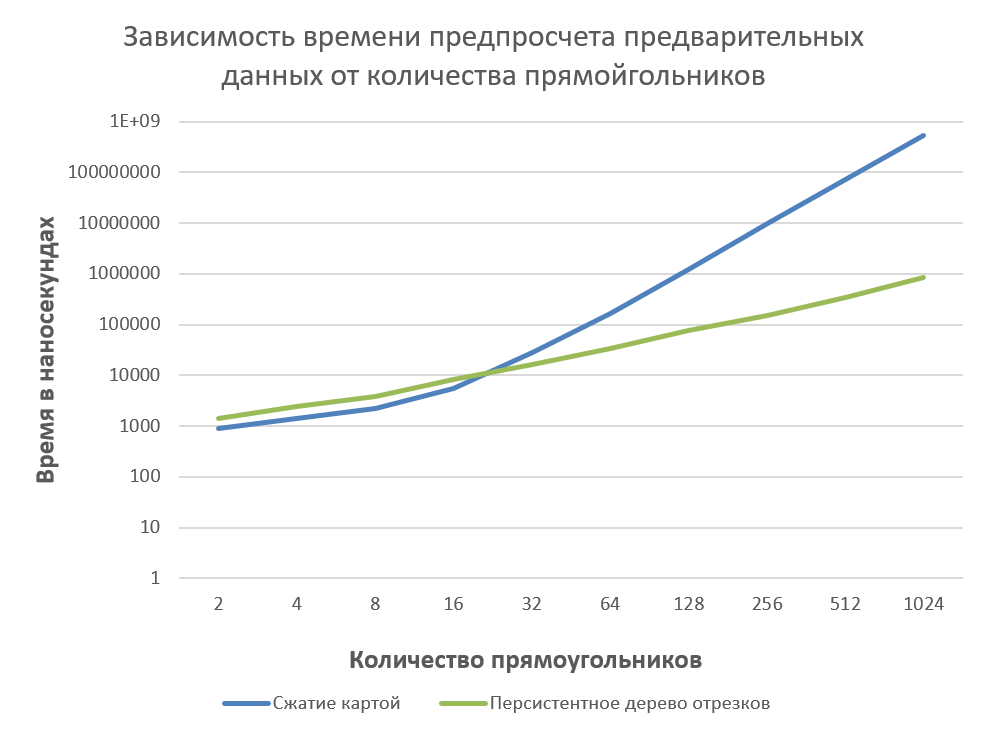 Зависимость времени предпросчета предварительных
данных от количества прямойгольников
1E+09
100000000
10000000
1000000
100000
10000
1000
100
10
1
Время в наносекундах
2 4 8 16 32 64 128 256 512 1024
Количество прямоугольников
Сжатие картой Персистентное дерево отрезков